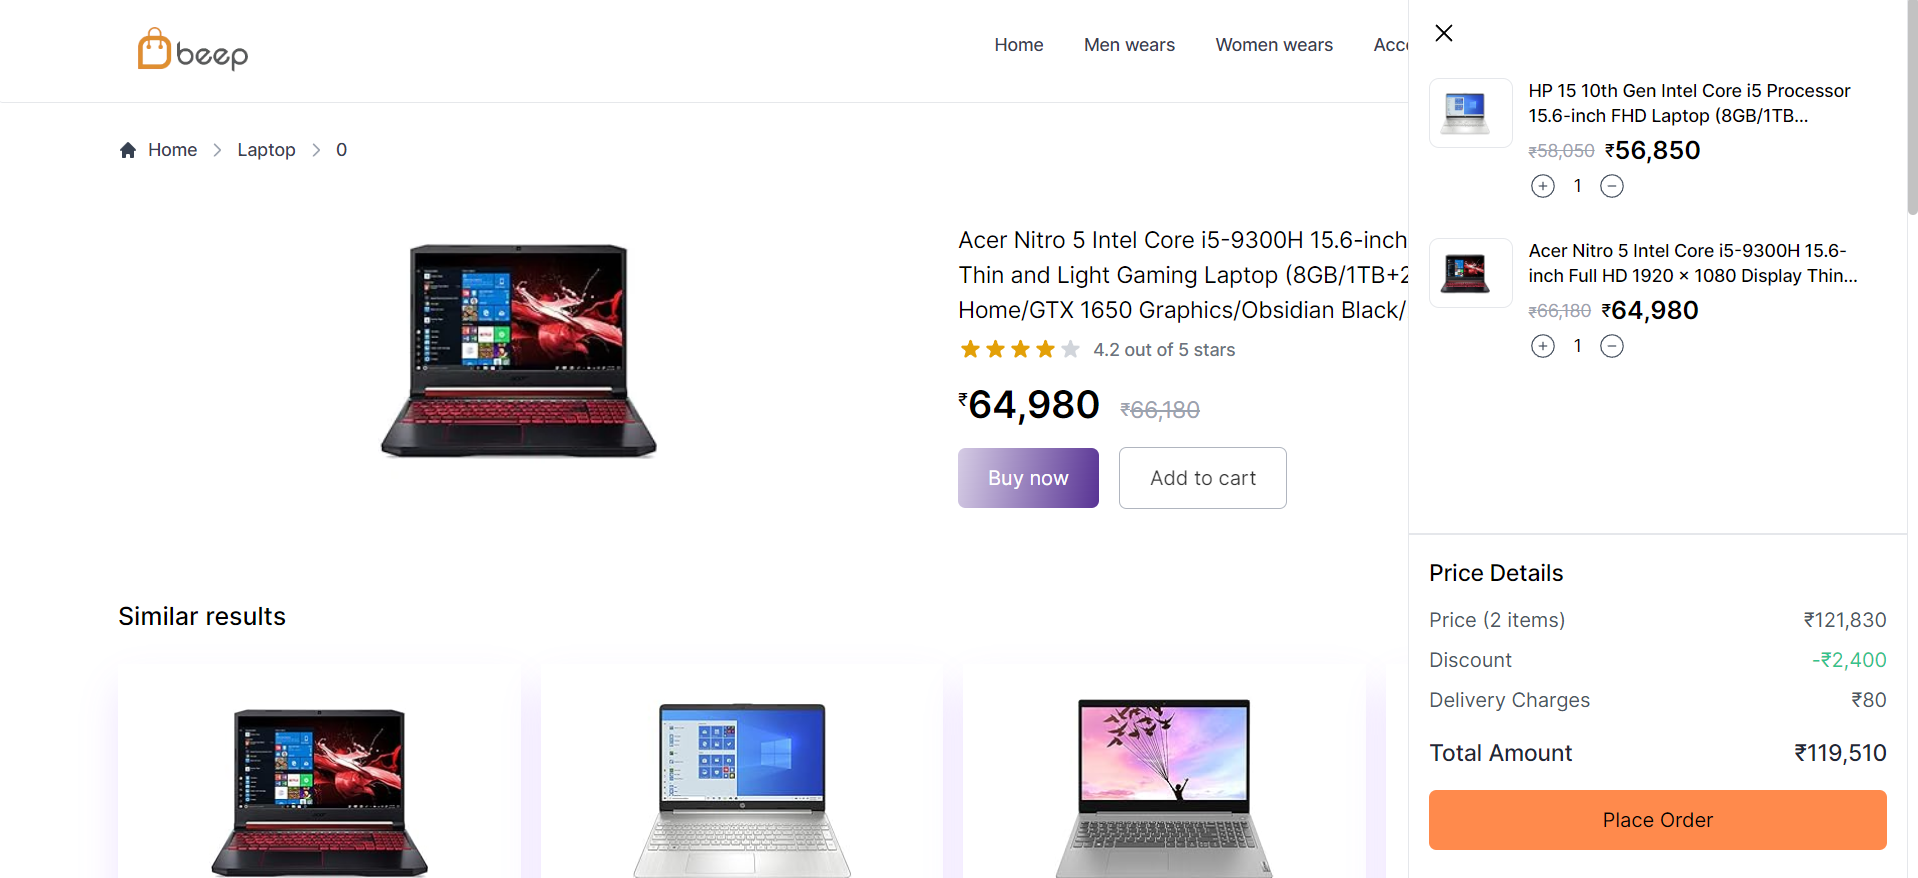 beep
Home
Men wears
Women wears
Acc
Home
Laptop
0
Acer Nitro 5 Intel Core i5-9300H 15.6-inch
Thin and Light Gaming Laptop (8GB/1TB+2
Home/GTX 1650 Graphics/Obsidian Black/
4.2 out of 5 stars
₹64,980 ₹66,180
Buy now
Add to cart
Similar results
HP 15 10th Gen Intel Core i5 Processor
15.6-inch FHD Laptop (8GB/1TB...
₹58,050 ₹56,850
1
Acer Nitro 5 Intel Core i5-9300H 15.6-
inch Full HD 1920 × 1080 Display Thin...
₹66,180 ₹64,980
1
Price Details
Price (2 items) ₹121,830
Discount -₹2,400
Delivery Charges ₹80
Total Amount ₹119,510
Place Order